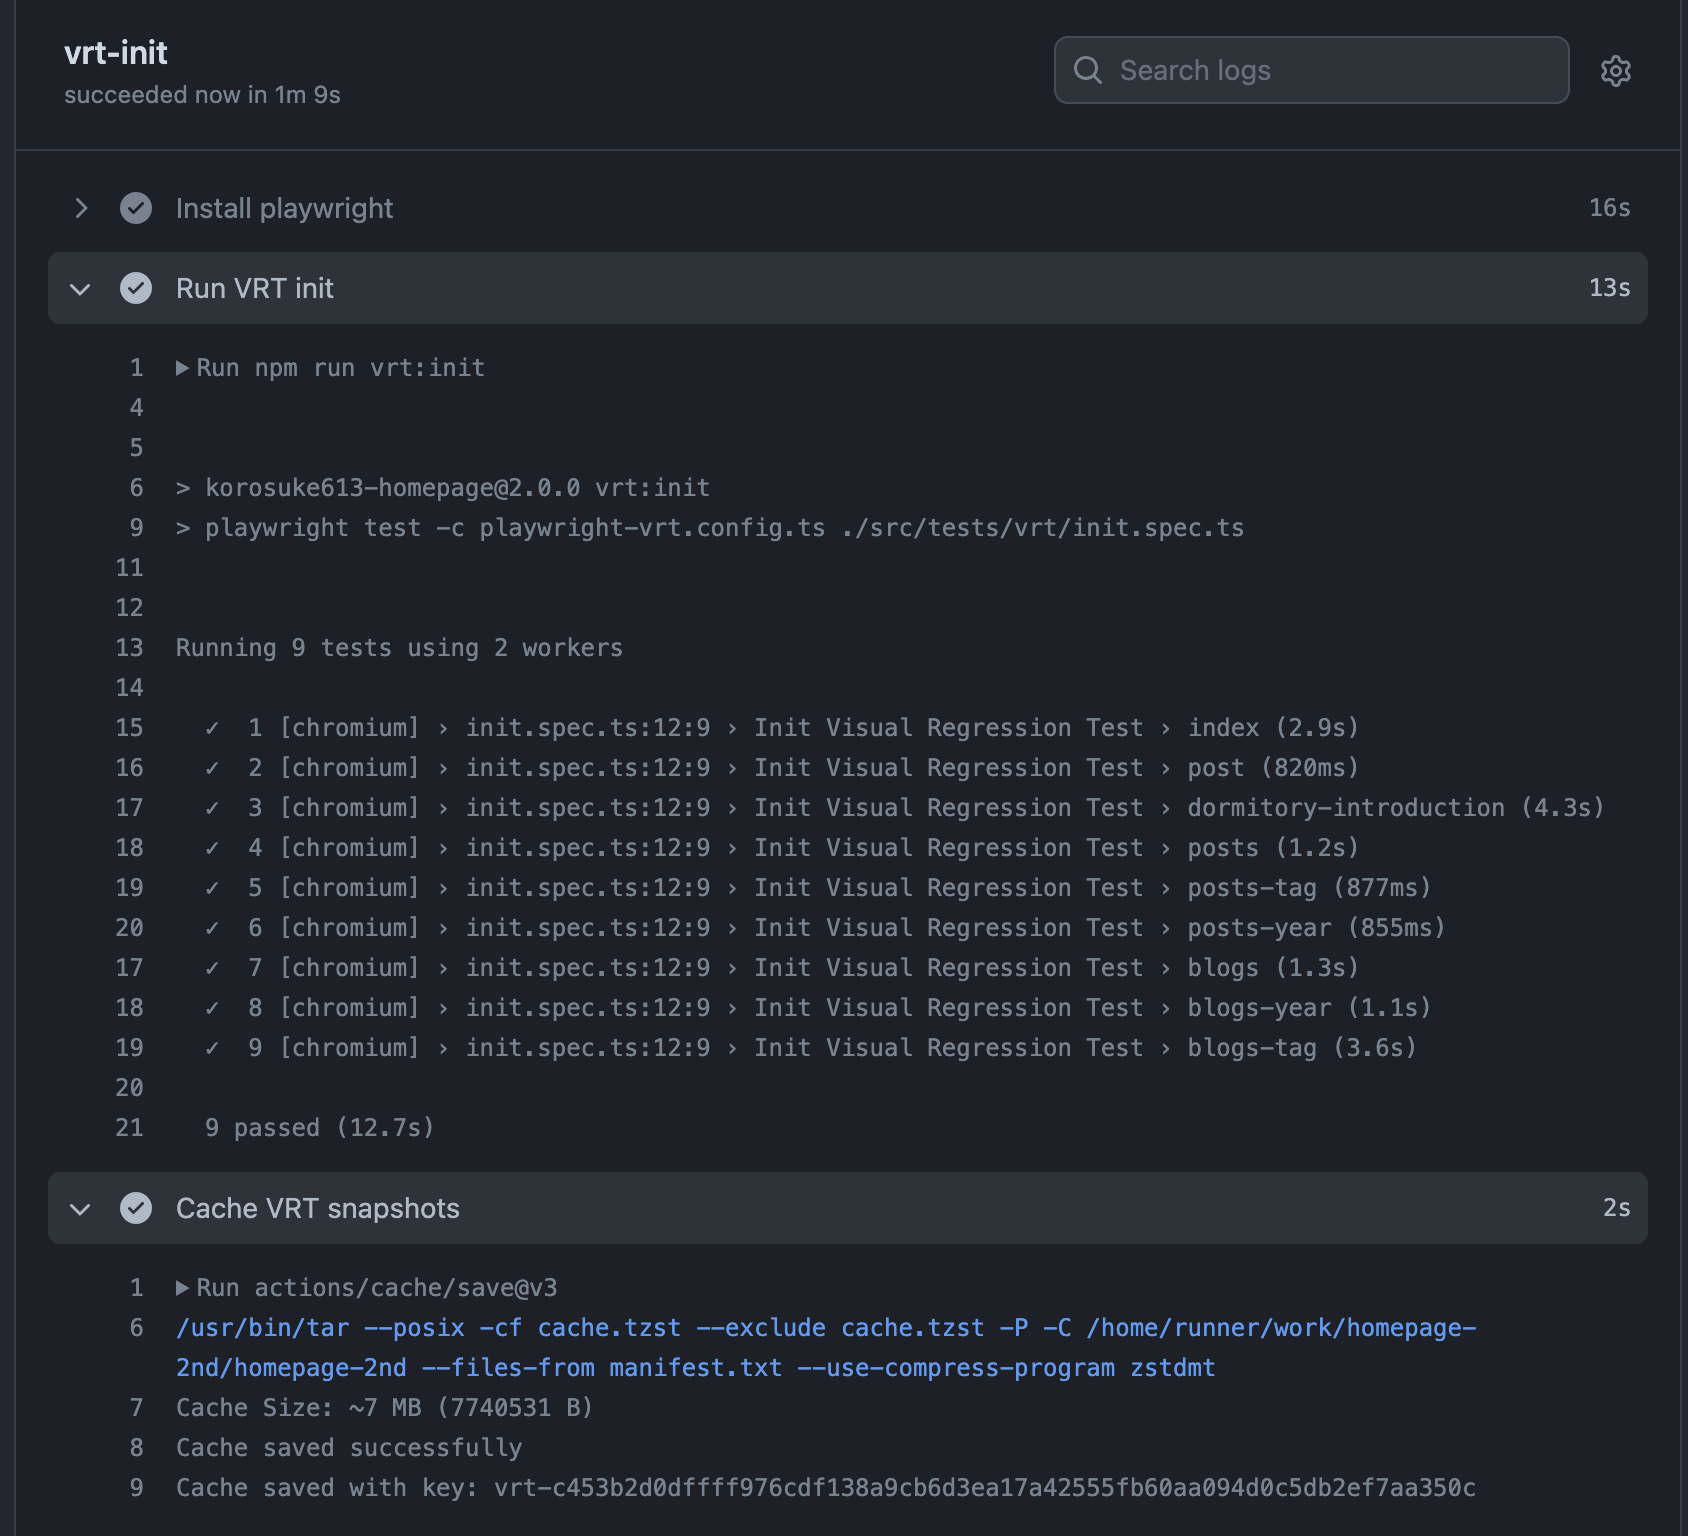 vrt-init
succeeded now in 1m 9s
Search logs
Install playwright 16s
Run VRT init 13s
1 ▶Run npm run vrt:init
4
5
6 > korosuke613-homepage@2.0.0 vrt:init
9 > playwright test -c playwright-vrt.config.ts ./src/tests/vrt/init.spec.ts
11
12
13 Running 9 tests using 2 workers
14
15 ✓ 1 [chromium] › init.spec.ts:12:9 › Init Visual Regression Test › index (2.9s)
16 ✓ 2 [chromium] › init.spec.ts:12:9 › Init Visual Regression Test › post (820ms)
17 ✓ 3 [chromium] › init.spec.ts:12:9 › Init Visual Regression Test › dormitory-introduction (4.3s)
18 ✓ 4 [chromium] › init.spec.ts:12:9 › Init Visual Regression Test › posts (1.2s)
19 ✓ 5 [chromium] › init.spec.ts:12:9 › Init Visual Regression Test › posts-tag (877ms)
20 ✓ 6 [chromium] › init.spec.ts:12:9 › Init Visual Regression Test › posts-year (855ms)
17 ✓ 7 [chromium] › init.spec.ts:12:9 › Init Visual Regression Test › blogs (1.3s)
18 ✓ 8 [chromium] › init.spec.ts:12:9 › Init Visual Regression Test › blogs-year (1.1s)
19 ✓ 9 [chromium] › init.spec.ts:12:9 › Init Visual Regression Test › blogs-tag (3.6s)
20
21 9 passed (12.7s)
Cache VRT snapshots 2s
1 ▶Run actions/cache/save@v3
6 /usr/bin/tar --posix -cf cache.tzst --exclude cache.tzst -P -C /home/runner/work/homepage-
2nd/homepage-2nd --files-from manifest.txt --use-compress-program zstdmt
7 Cache Size: ~7 MB (7740531 B)
8 Cache saved successfully
9 Cache saved with key: vrt-c453b2d0dffff976cdf138a9cb6d3ea17a42555fb60aa094d0c5db2ef7aa350c